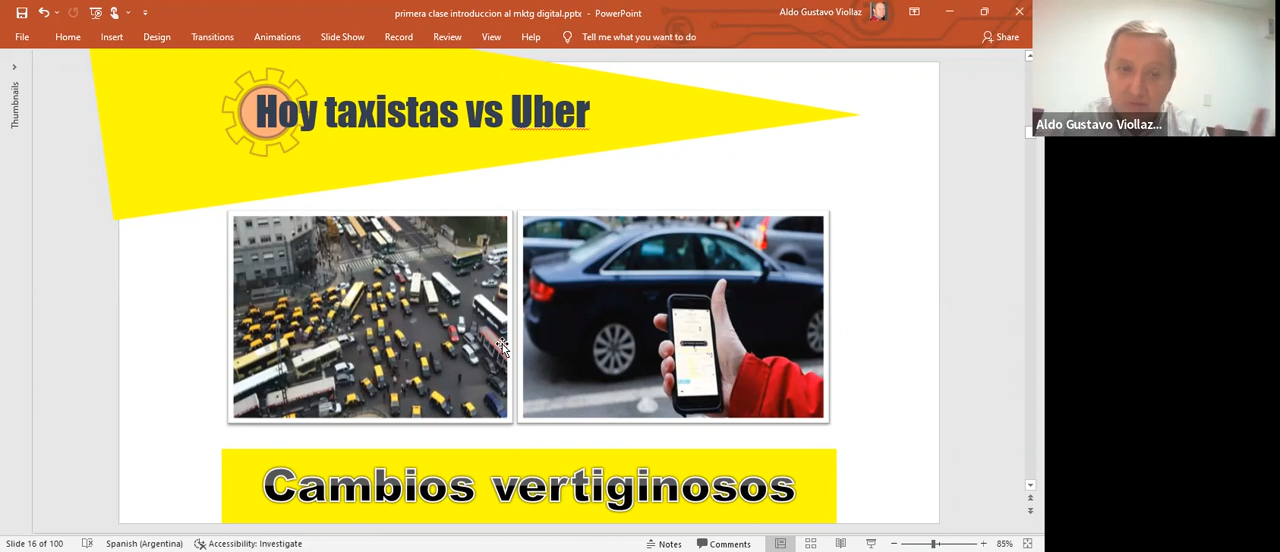 primera clase introduccion al mktg digital.pptx - PowerPoint
Aldo Gustavo Viollaz
File Home Insert Design Transitions Animations Slide Show Record Review View Help Tell me what you want to do Share
Thumbnails
Hoy taxistas vs Uber
Aldo Gustavo Viollaz...
Cambios vertiginosos
Slide 16 of 100 Spanish (Argentina) Accessibility: Investigate Notes Comments 85%